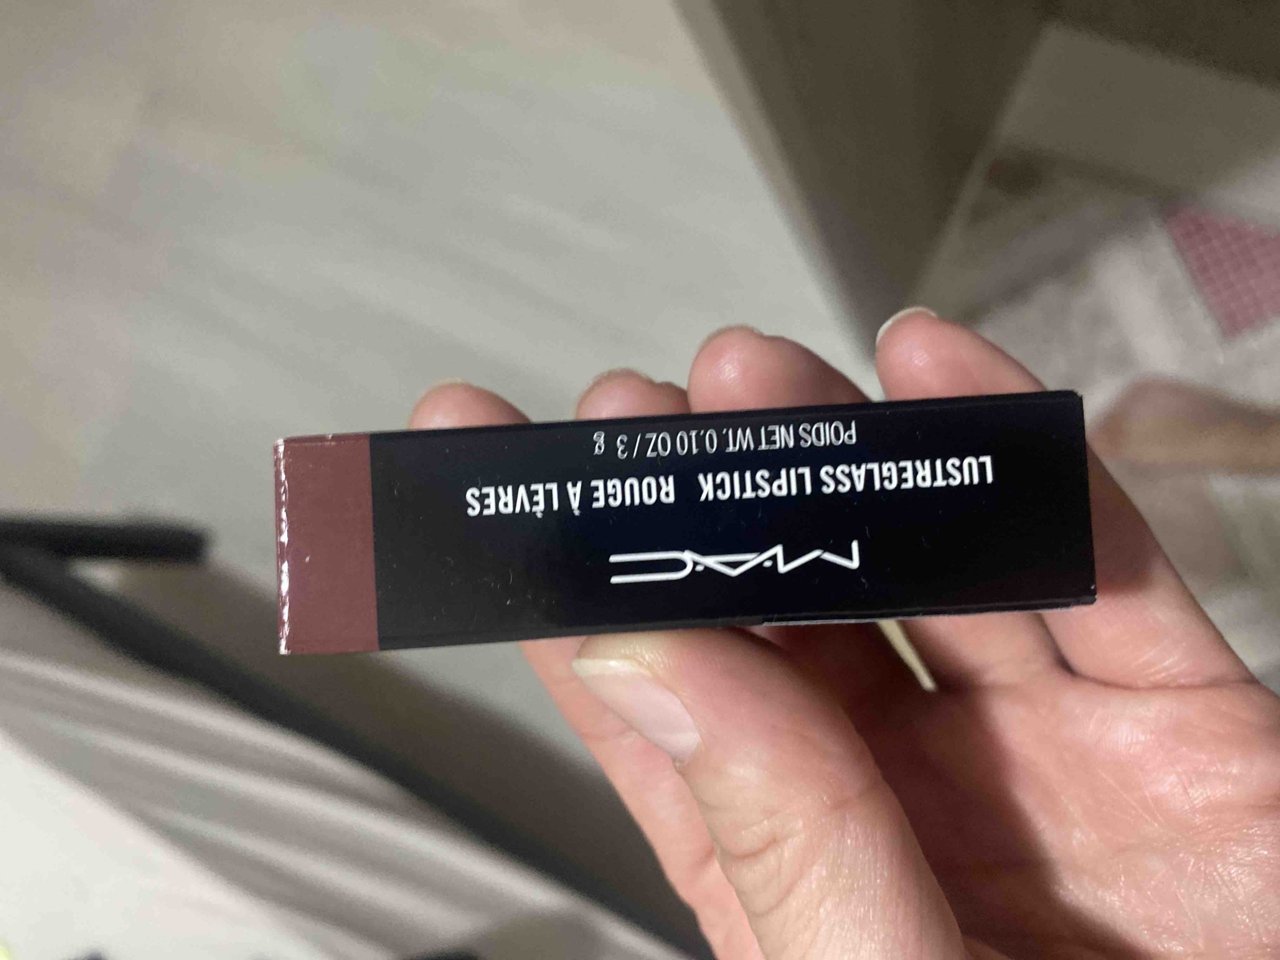 M·A·C
LUSTREGLASS LIPSTICK ROUGE À LÈVRES
POIDS NET WT. 0.10 OZ / 3 g